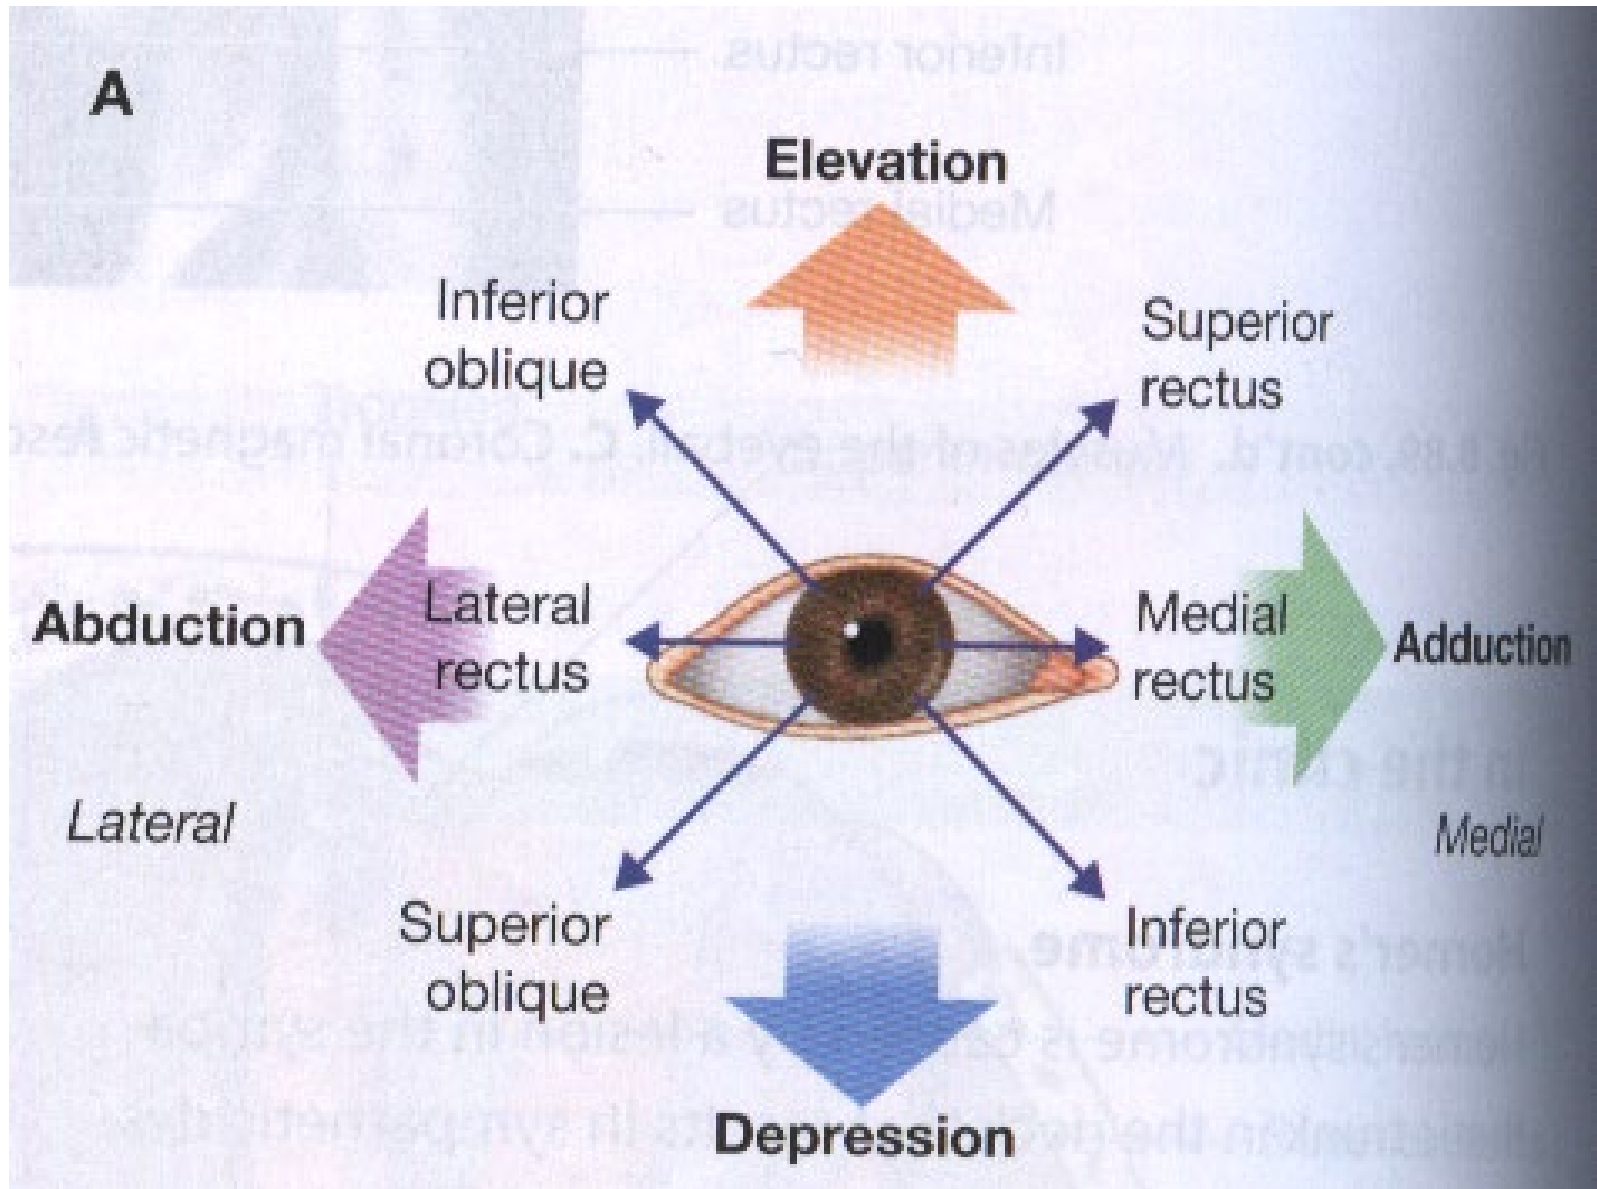 A
Elevation
Inferior
oblique
Superior
rectus
Abduction
Lateral
rectus
Medial
rectus
Adduction
Lateral
Medial
Superior
oblique
Inferior
rectus
Depression